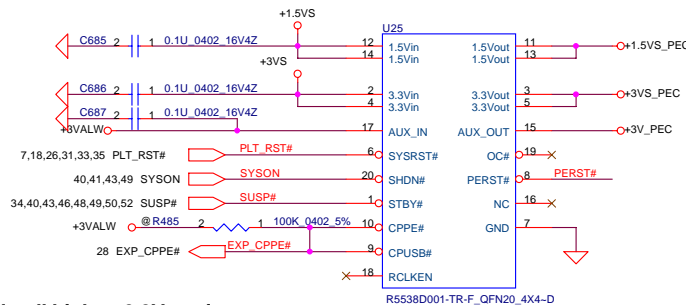 +1.5VS
U25
C685 2 1 0.1U_0402_16V4Z
12 1.5Vin 1.5Vout 11 +1.5VS_PEC
14 1.5Vin 1.5Vout 13
+3VS
C686 2 1 0.1U_0402_16V4Z
2 3.3Vin 3.3Vout 3 +3VS_PEC
4 3.3Vin 3.3Vout 5
C687 2 1 0.1U_0402_16V4Z
+3VALW 17 AUX_IN AUX_OUT 15 +3V_PEC
7,18,26,31,33,35 PLT_RST# PLT_RST# 6 SYSRST# OC# 19
40,41,43,49 SYSON SYSON 20 SHDN# PERST# 8 PERST#
34,40,43,46,48,49,50,52 SUSP# SUSP# 1 STBY# NC 16
+3VALW @R485 2 1 100K_0402_5% 10 CPPE# GND 7
28 EXP_CPPE# EXP_CPPE# 9 CPUSB#
18 RCLKEN
R5538D001-TR-F_QFN20_4X4~D